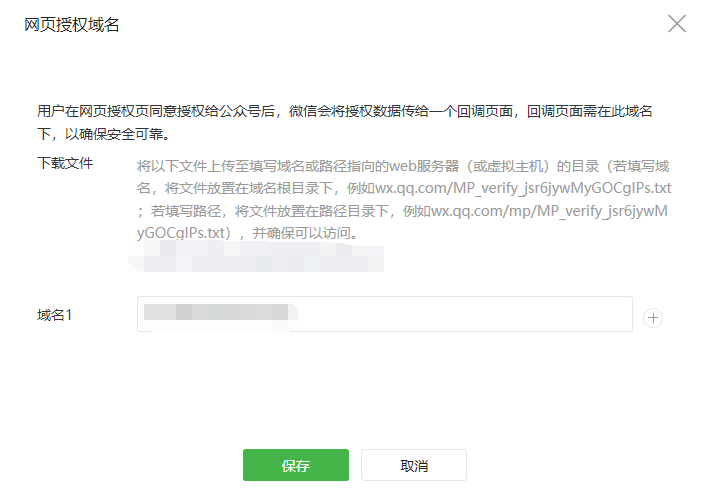 网页授权域名
用户在网页授权页同意授权给公众号后，微信会将授权数据传给一个回调页面，回调页面需在此域名
下，以确保安全可靠。
下载文件
将以下文件上传至填写域名或路径指向的web服务器（或虚拟主机）的目录（若填写域
名，将文件放置在域名根目录下，例如wx.qq.com/MP_verify_jsr6jywMyGOCglPs.txt
；若填写路径，将文件放置在路径目录下，例如wx.qq.com/mp/MP_verify_jsr6jywM
yGOCglPs.txt），并确保可以访问。
域名1
保存
取消